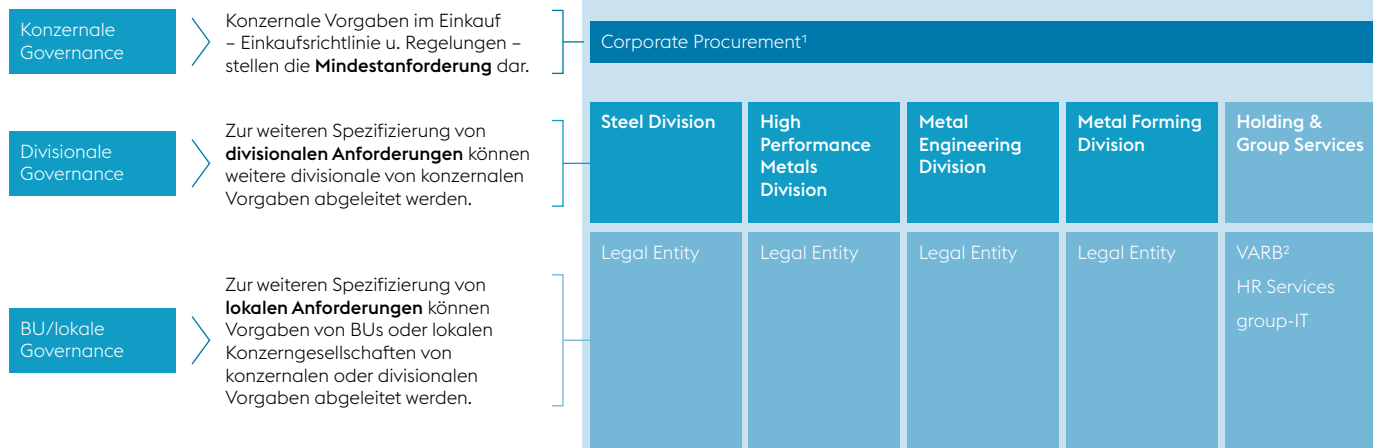 Konzernale
Governance
Konzernale Vorgaben im Einkauf
– Einkaufsrichtlinie u. Regelungen –
stellen die Mindestanforderung dar.
Corporate Procurement¹
Divisionale
Governance
Zur weiteren Spezifizierung von
divisionalen Anforderungen können
weitere divisionale von konzernalen
Vorgaben abgeleitet werden.
Steel Division
High
Performance
Metals
Division
Metal
Engineering
Division
Metal Forming
Division
Holding &
Group Services
BU/lokale
Governance
Zur weiteren Spezifizierung von
lokalen Anforderungen können
Vorgaben von BUs oder lokalen
Konzerngesellschaften von
konzernalen oder divisionalen
Vorgaben abgeleitet werden.
Legal Entity
Legal Entity
Legal Entity
Legal Entity
VARB²
HR Services
group-IT